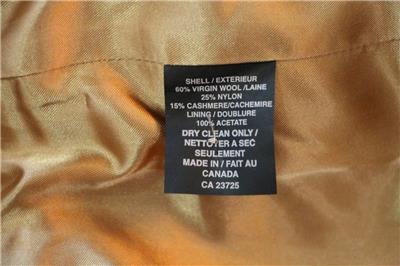 SHELL / EXTERIEUR
60% VIRGIN WOOL /LAINE
25% NYLON
15% CASHMERE/CACHEMIRE
LINING / DOUBLURE
100% ACETATE
DRY CLEAN ONLY /
NETTOYER A SEC
SEULEMENT
MADE IN / FAIT AU
CANADA
CA 23725